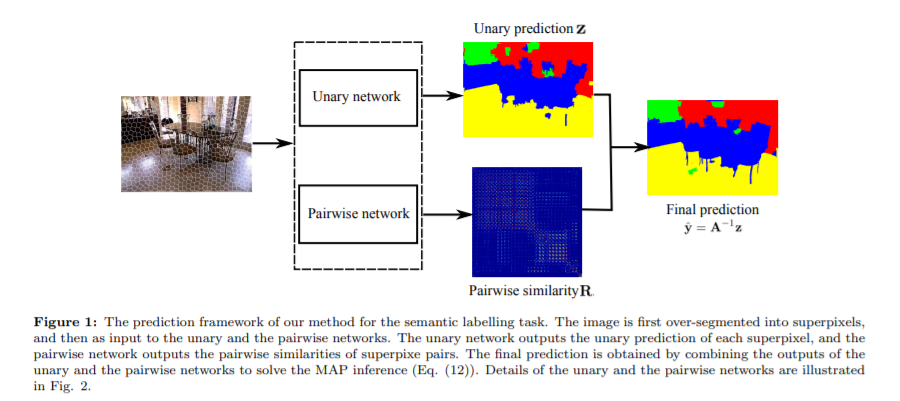 Unary prediction Z
Unary network
Pairwise network
Final prediction
ŷ = A⁻¹z
Pairwise similarity R.
Figure 1: The prediction framework of our method for the semantic labelling task. The image is first over-segmented into superpixels,
and then as input to the unary and the pairwise networks. The unary network outputs the unary prediction of each superpixel, and the
pairwise network outputs the pairwise similarities of superpixe pairs. The final prediction is obtained by combining the outputs of the
unary and the pairwise networks to solve the MAP inference (Eq. (12)). Details of the unary and the pairwise networks are illustrated
in Fig. 2.